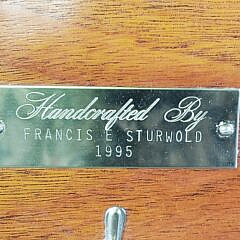 Handcrafted By
FRANCIS E STURWOLD
1995